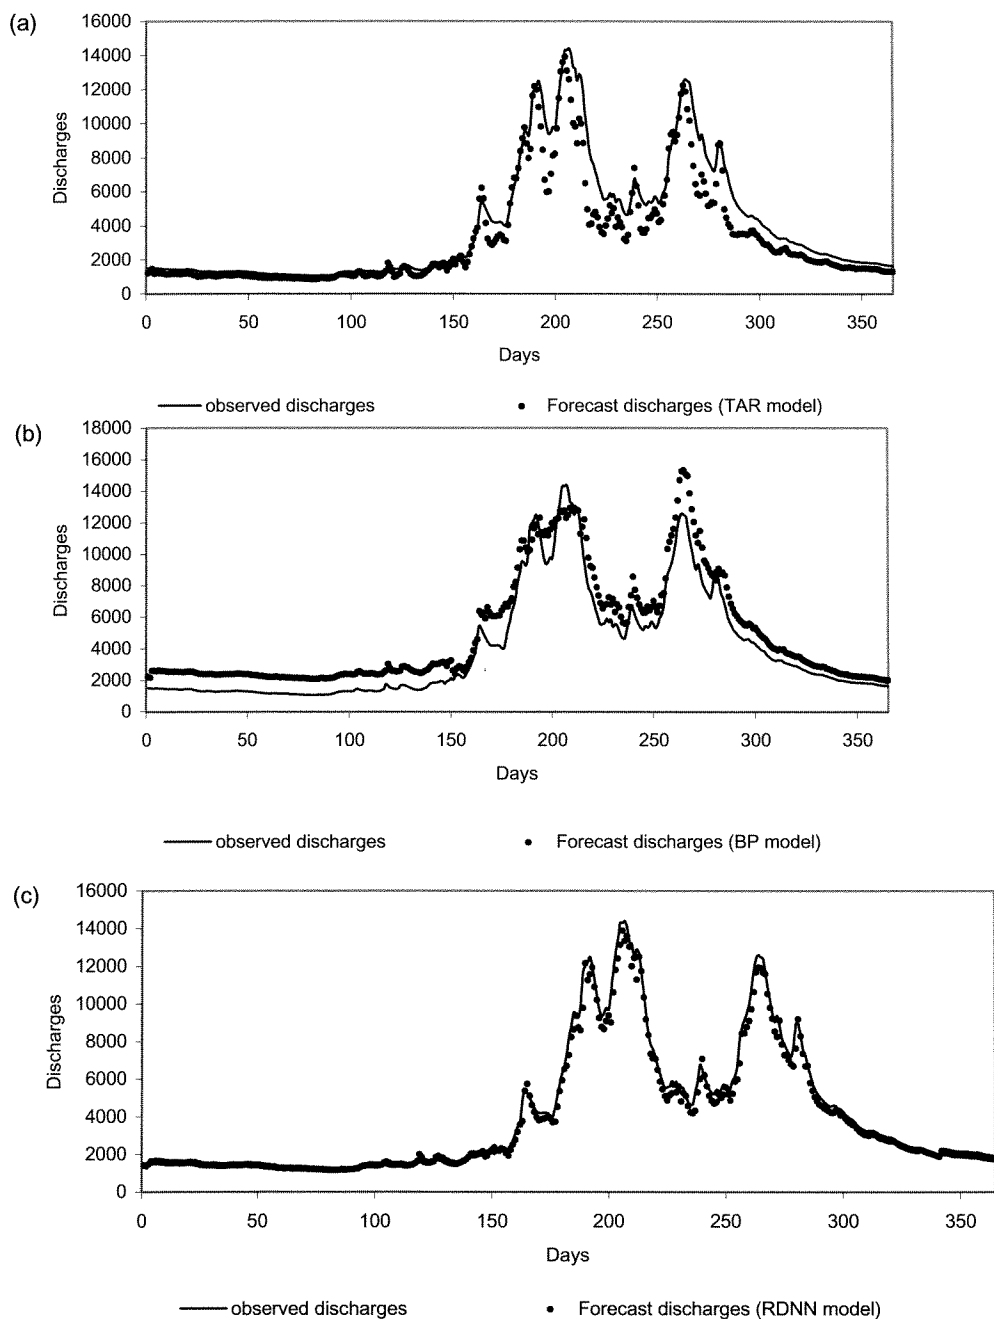 (a)
16000
14000
12000
10000
8000
6000
4000
2000
0
Discharges
0 50 100 150 200 250 300 350
Days
observed discharges Forecast discharges (TAR model)
(b)
18000
16000
14000
12000
10000
8000
6000
4000
2000
0
Discharges
0 50 100 150 200 250 300 350
Days
observed discharges Forecast discharges (BP model)
(c)
16000
14000
12000
10000
8000
6000
4000
2000
0
Discharges
0 50 100 150 200 250 300 350
Days
observed discharges Forecast discharges (RDNN model)